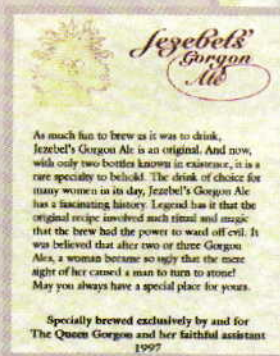 Jezebels'
Gorgon
Ale
As much fun to brew as it was to drink,
Jezebel's Gorgon Ale is an original. And now,
with only two bottles known in existence, it is a
rare specialty to behold. The drink of choice for
many women in its day, Jezebel's Gorgon Ale
has a fascinating history. Legend has it that the
original recipe involved such ritual and magic
that the brew had the power to ward off evil. It
was believed that after two or three Gorgon
Ales, a woman became so ugly that the mere
sight of her caused a man to turn to stone!
May you always have a special place for yours.
Specially brewed exclusively by and for
The Queen Gorgon and her faithful assistant
1997